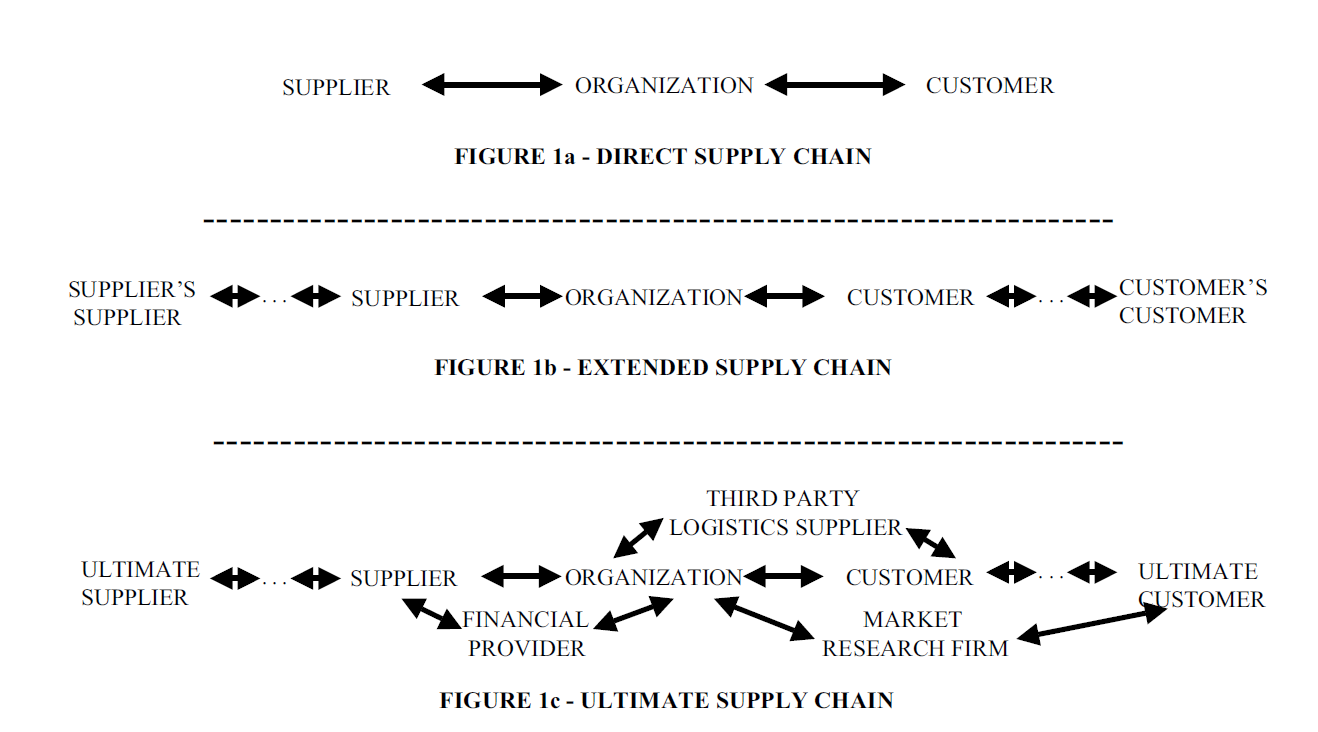 SUPPLIER ORGANIZATION CUSTOMER
FIGURE 1a - DIRECT SUPPLY CHAIN
SUPPLIER'S
SUPPLIER
. . .
SUPPLIER
ORGANIZATION
CUSTOMER
. . .
CUSTOMER'S
CUSTOMER
FIGURE 1b - EXTENDED SUPPLY CHAIN
THIRD PARTY
LOGISTICS SUPPLIER
ULTIMATE
SUPPLIER
. . .
SUPPLIER
ORGANIZATION
CUSTOMER
. . .
ULTIMATE
CUSTOMER
FINANCIAL
PROVIDER
MARKET
RESEARCH FIRM
FIGURE 1c - ULTIMATE SUPPLY CHAIN